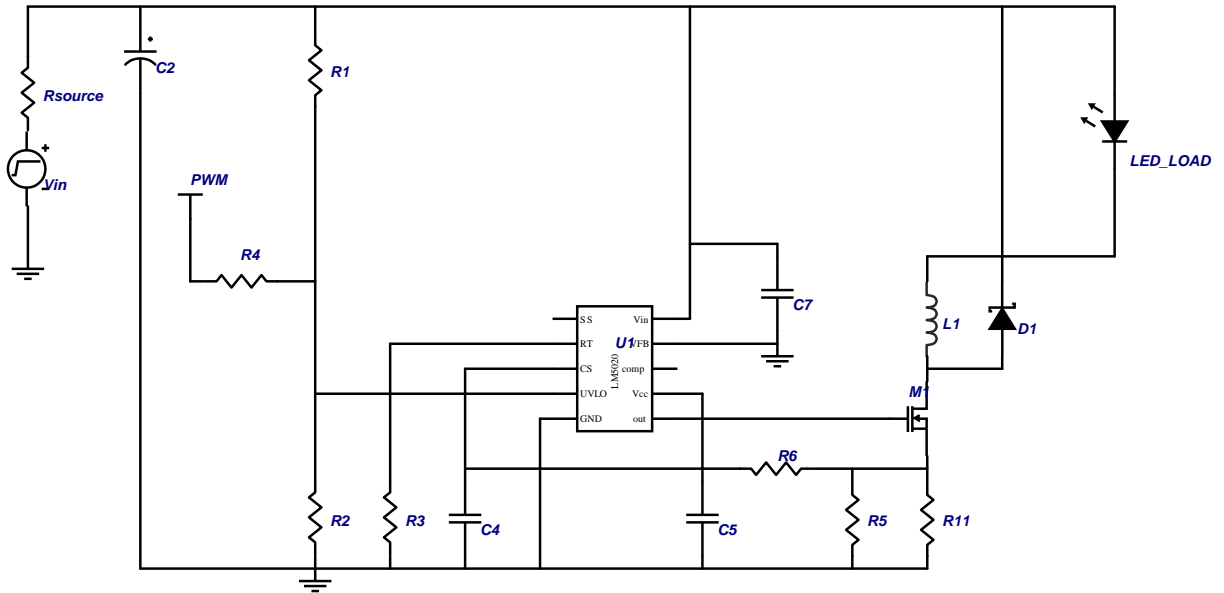 C2
R1
Rsource
Vin
PWM
R4
LED_LOAD
C7
L1
D1
SS
Vin
RT
U1
VFB
CS
LM5020
comp
UVLO
Vcc
GND
out
M1
R6
R2
R3
C4
C5
R5
R11